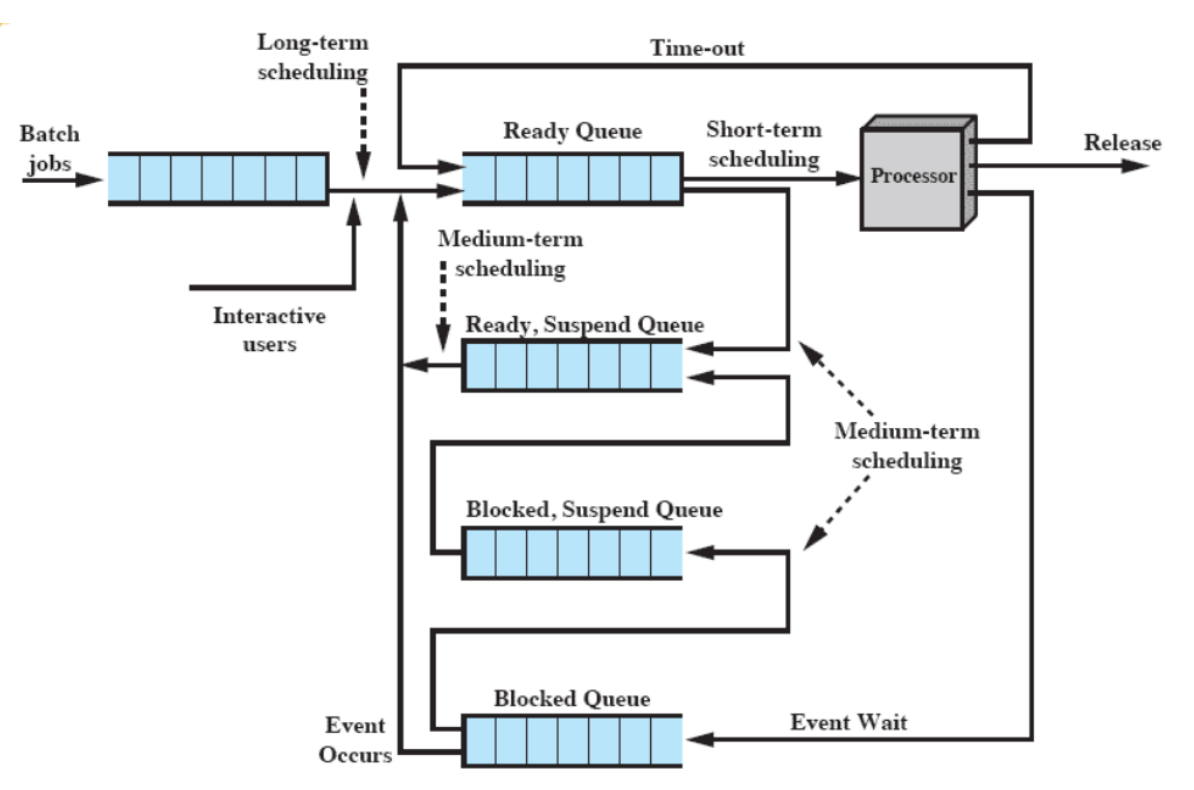 Long-term
scheduling
Time-out
Batch
jobs
Ready Queue
Short-term
scheduling
Processor
Release
Medium-term
scheduling
Interactive
users
Ready, Suspend Queue
Medium-term
scheduling
Blocked, Suspend Queue
Blocked Queue
Event
Occurs
Event Wait